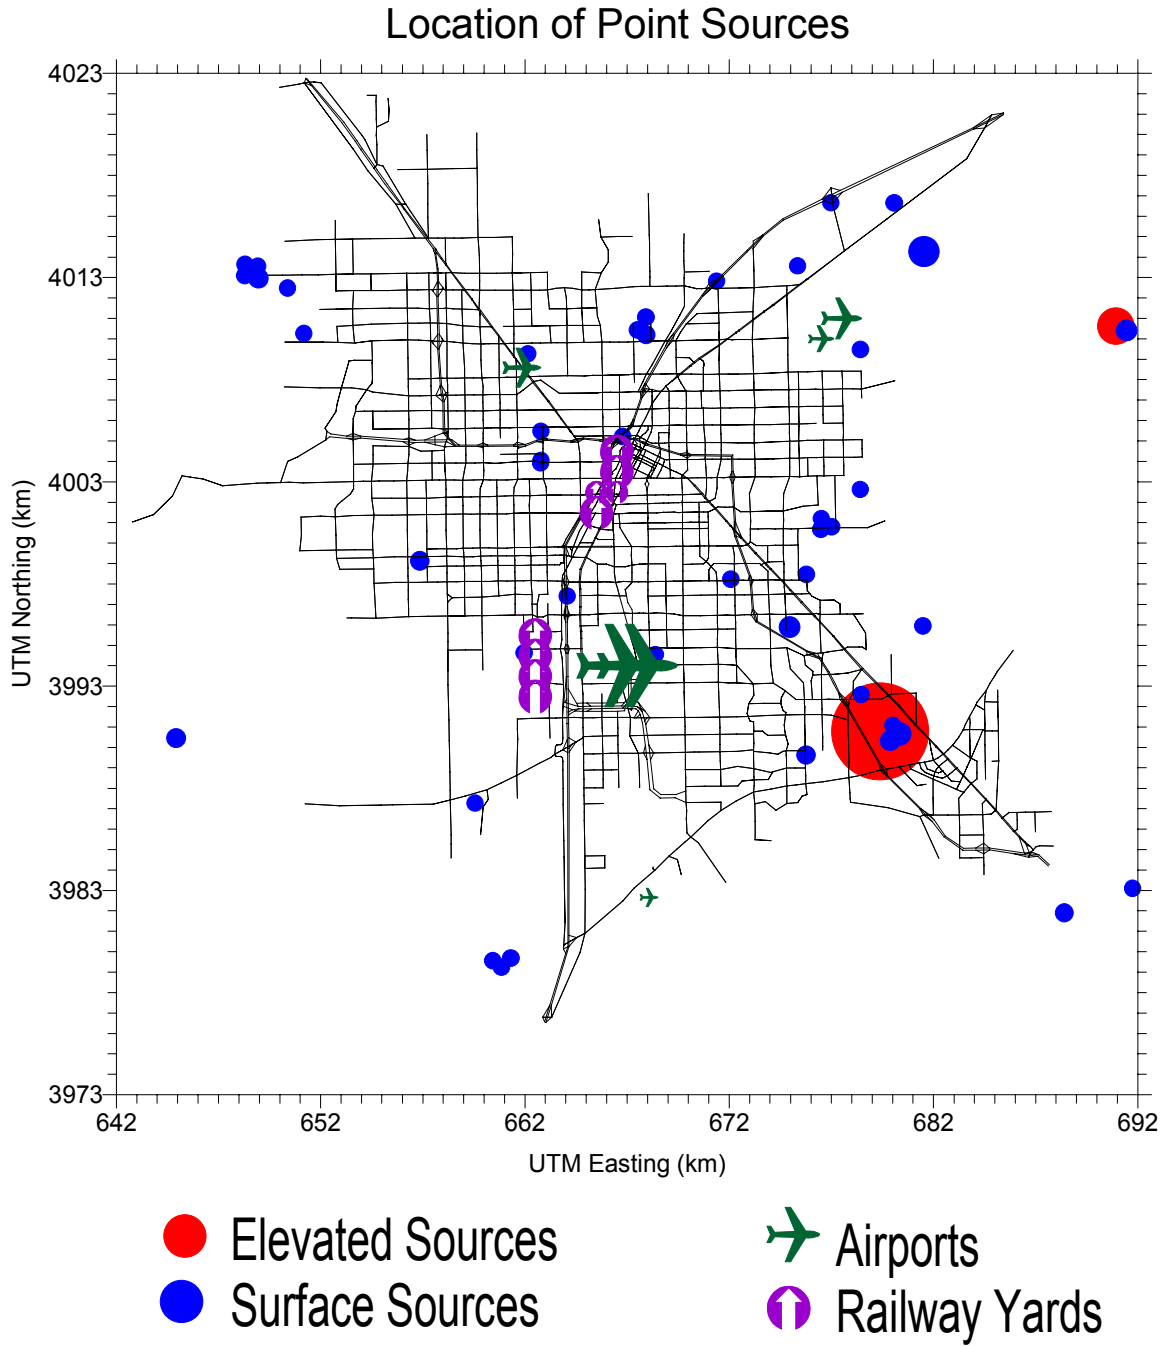 Location of Point Sources
4023
4013
4003
3993
3983
3973
UTM Northing (km)
642 652 662 672 682 692
UTM Easting (km)
Elevated Sources
Airports
Surface Sources
Railway Yards